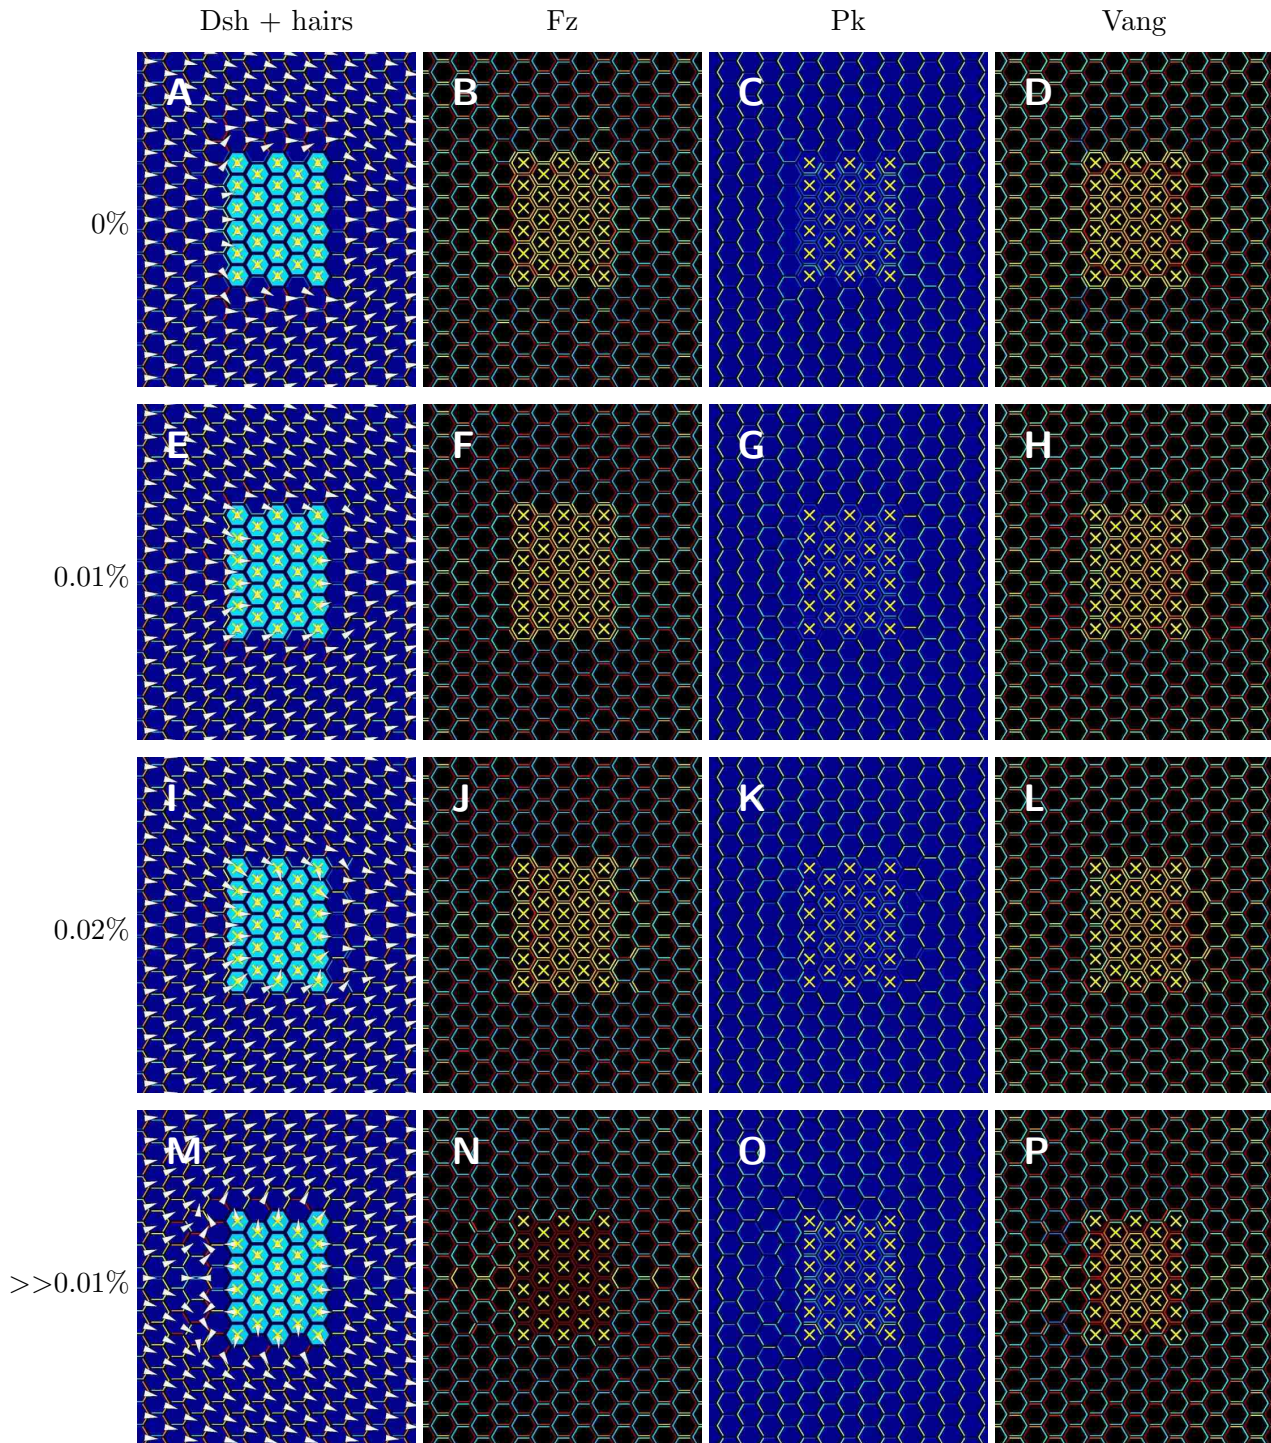 Dsh + hairs Fz Pk Vang
A B C D
0%
E F G H
0.01%
I J K L
0.02%
M N O P
>>0.01%